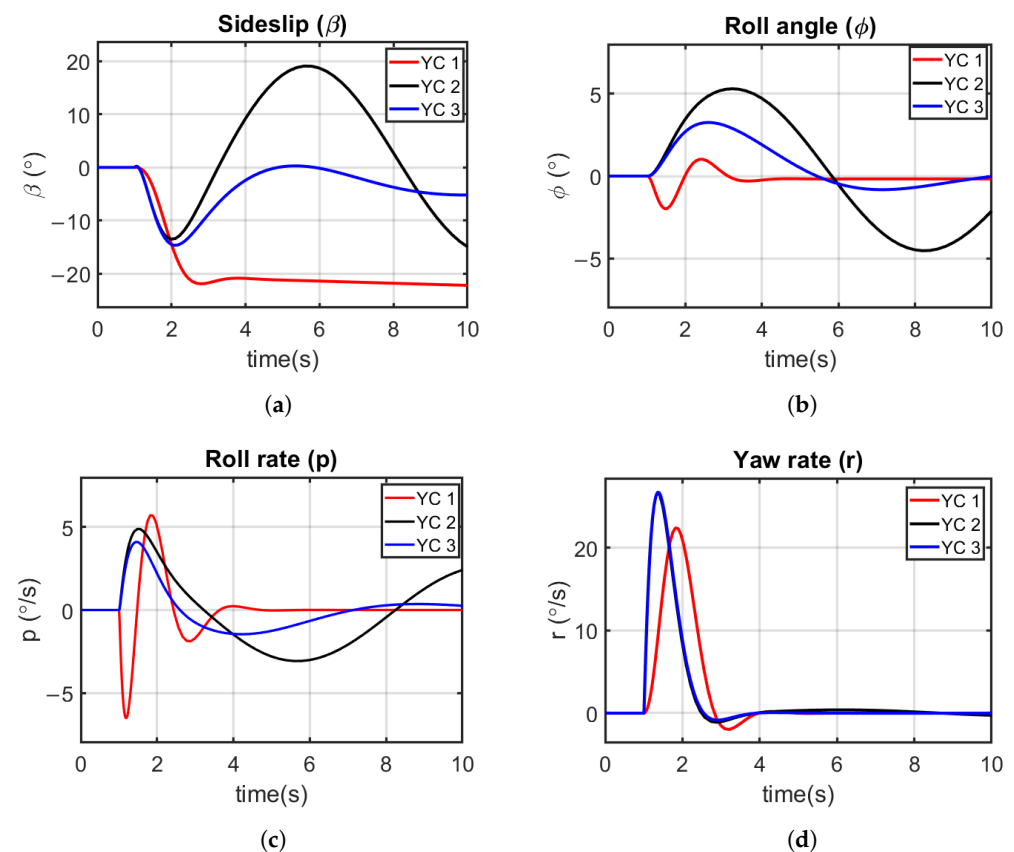 Sideslip (β)
YC 1
YC 2
YC 3
20
10
0
−10
−20
β (°)
0 2 4 6 8 10
time(s)
(a)
Roll angle (ϕ)
YC 1
YC 2
YC 3
5
0
−5
ϕ (°)
0 2 4 6 8 10
time(s)
(b)
Roll rate (p)
YC 1
YC 2
YC 3
5
0
−5
p (°/s)
0 2 4 6 8 10
time(s)
(c)
Yaw rate (r)
YC 1
YC 2
YC 3
20
10
0
r (°/s)
0 2 4 6 8 10
time(s)
(d)